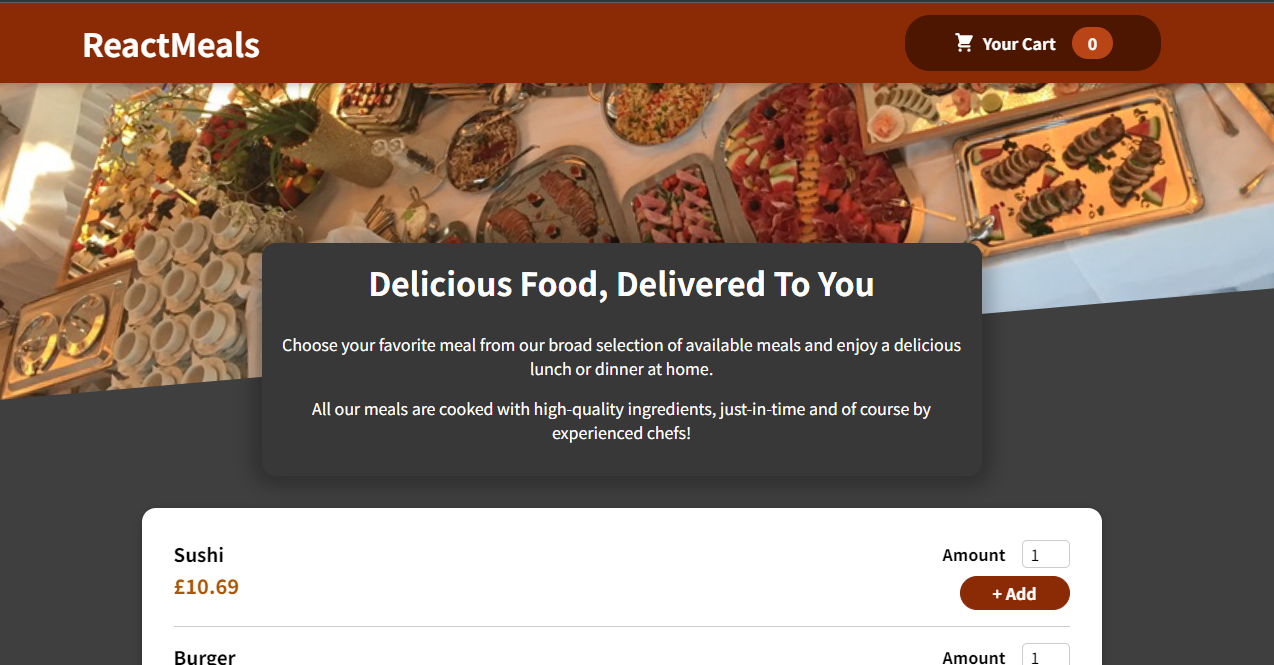 ReactMeals
Your Cart 0
Delicious Food, Delivered To You
Choose your favorite meal from our broad selection of available meals and enjoy a delicious
lunch or dinner at home.
All our meals are cooked with high-quality ingredients, just-in-time and of course by
experienced chefs!
Sushi
Amount 1
£10.69
+ Add
Burger
Amount 1